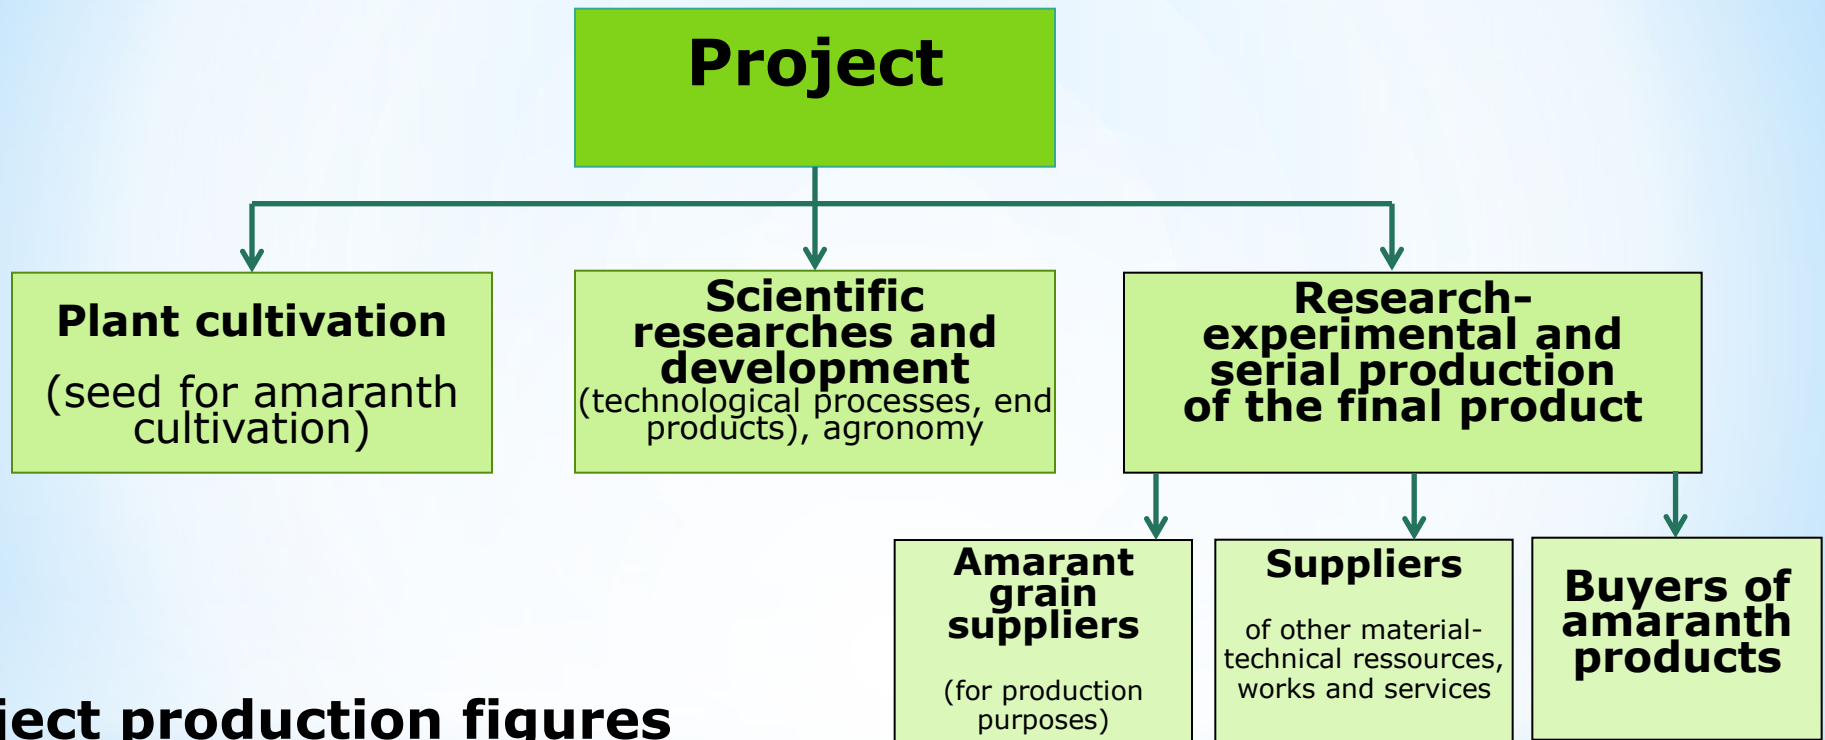 Project
Plant cultivation
(seed for amaranth
cultivation)
Scientific
researches and
development
(technological processes, end
products), agronomy
Research-
experimental and
serial production
of the final product
Amarant
grain
suppliers
(for production
purposes)
Suppliers
of other material-
technical ressources,
works and services
Buyers of
amaranth
products
ject production figures